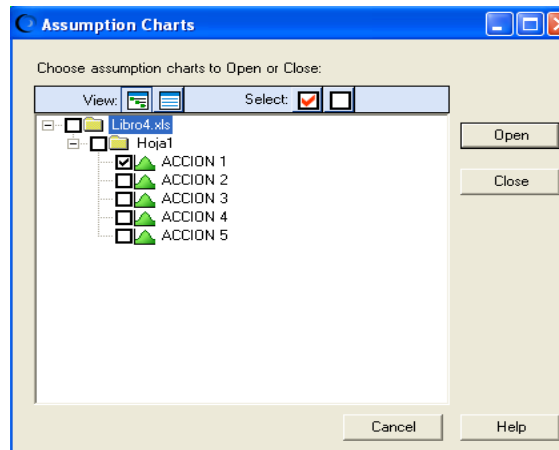 Assumption Charts
Choose assumption charts to Open or Close:
View: Select:
Libro4.xls
Hoja1
ACCION 1
ACCION 2
ACCION 3
ACCION 4
ACCION 5
Open
Close
Cancel Help